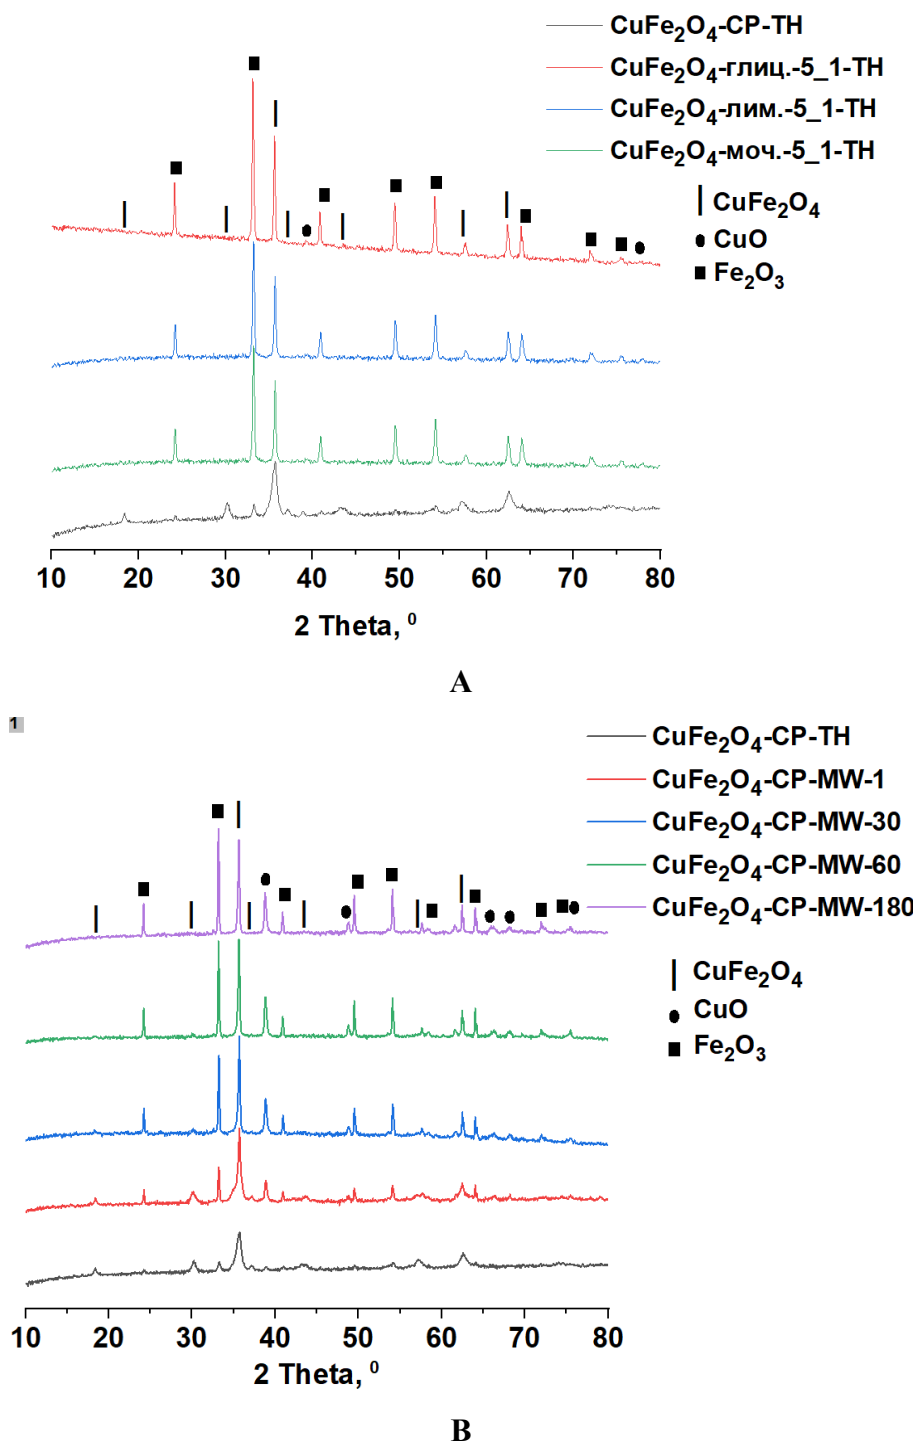 CuFe₂O₄-CP-TH
CuFe₂O₄-глиц.-5_1-TH
CuFe₂O₄-лим.-5_1-TH
CuFe₂O₄-моч.-5_1-TH
CuFe₂O₄
CuO
Fe₂O₃
10 20 30 40 50 60 70 80
2 Theta, ⁰
A
1
CuFe₂O₄-CP-TH
CuFe₂O₄-CP-MW-1
CuFe₂O₄-CP-MW-30
CuFe₂O₄-CP-MW-60
CuFe₂O₄-CP-MW-180
CuFe₂O₄
CuO
Fe₂O₃
10 20 30 40 50 60 70 80
2 Theta, ⁰
B